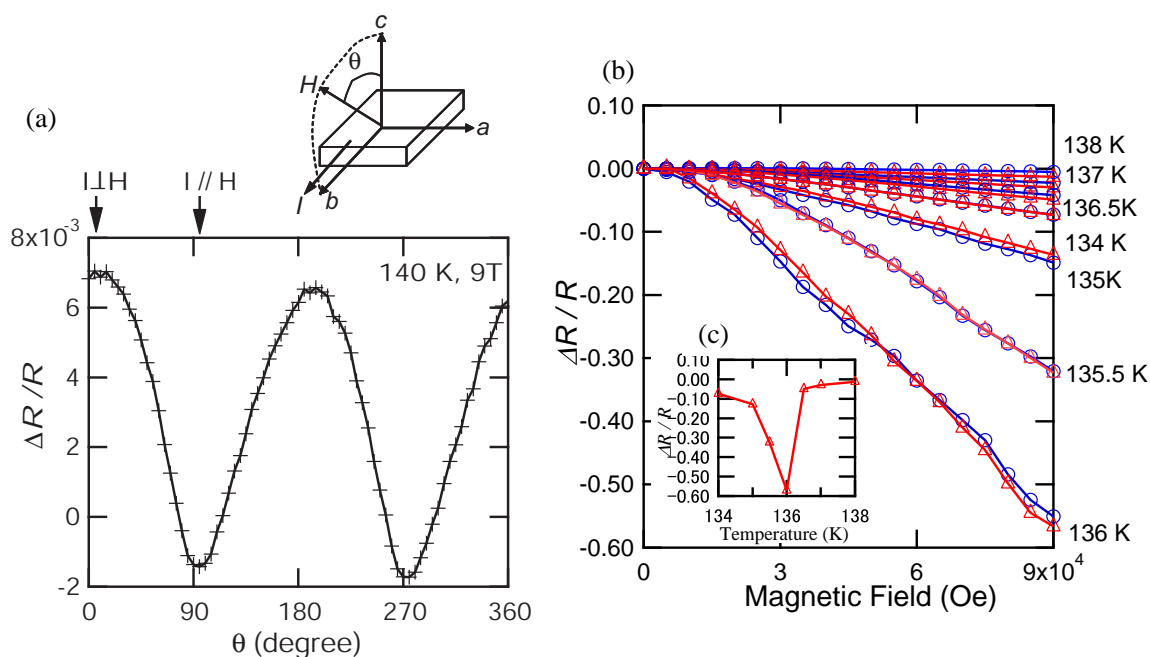 (a)
c
θ
H
a
I
b
I⊥H
I // H
8x10⁻³
6
4
2
0
-2
ΔR/R
140 K, 9T
0
90
180
270
360
θ (degree)
(b)
0.10
0.00
-0.10
-0.20
-0.30
-0.40
-0.50
-0.60
ΔR/R
138 K
137 K
136.5K
134 K
135K
135.5 K
136 K
0
3
6
9x10⁴
Magnetic Field (Oe)
(c)
0.10
0.00
-0.10
-0.20
-0.30
-0.40
-0.50
-0.60
ΔR/R
134
136
138
Temperature (K)